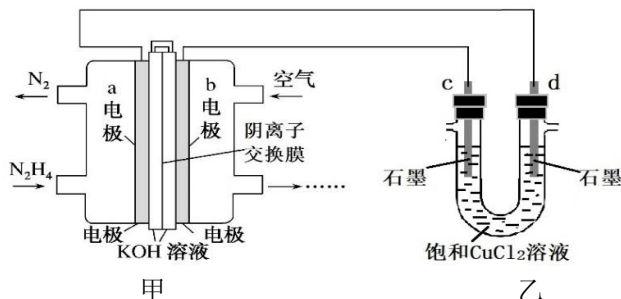 N₂
a
电
极
b
电
极
空气
阴离子
交换膜
N₂H₄
……
电极
电极
KOH 溶液
甲
c
d
石墨
石墨
饱和CuCl₂溶液
乙